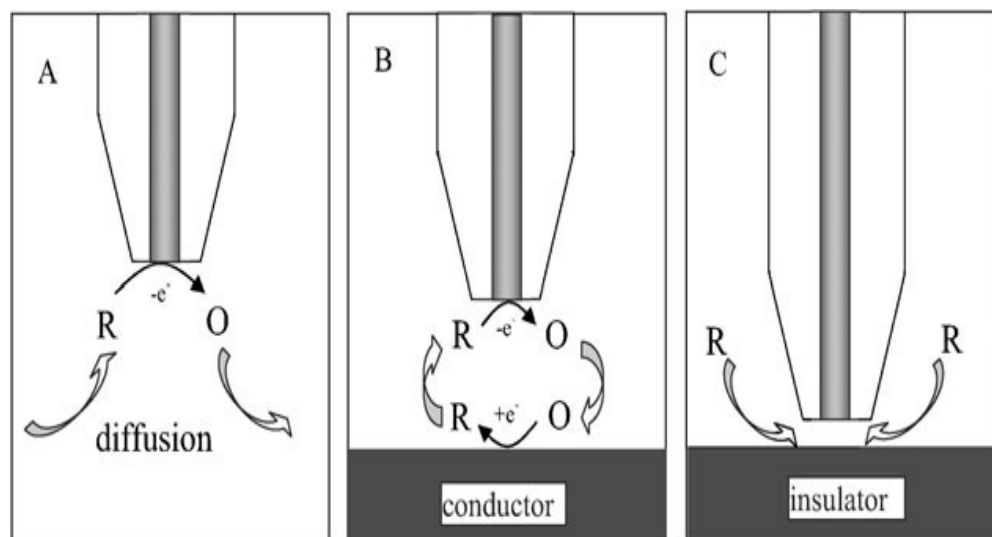 A
-e-
R O
diffusion
B
R -e- O
R +e- O
conductor
C
R R
insulator